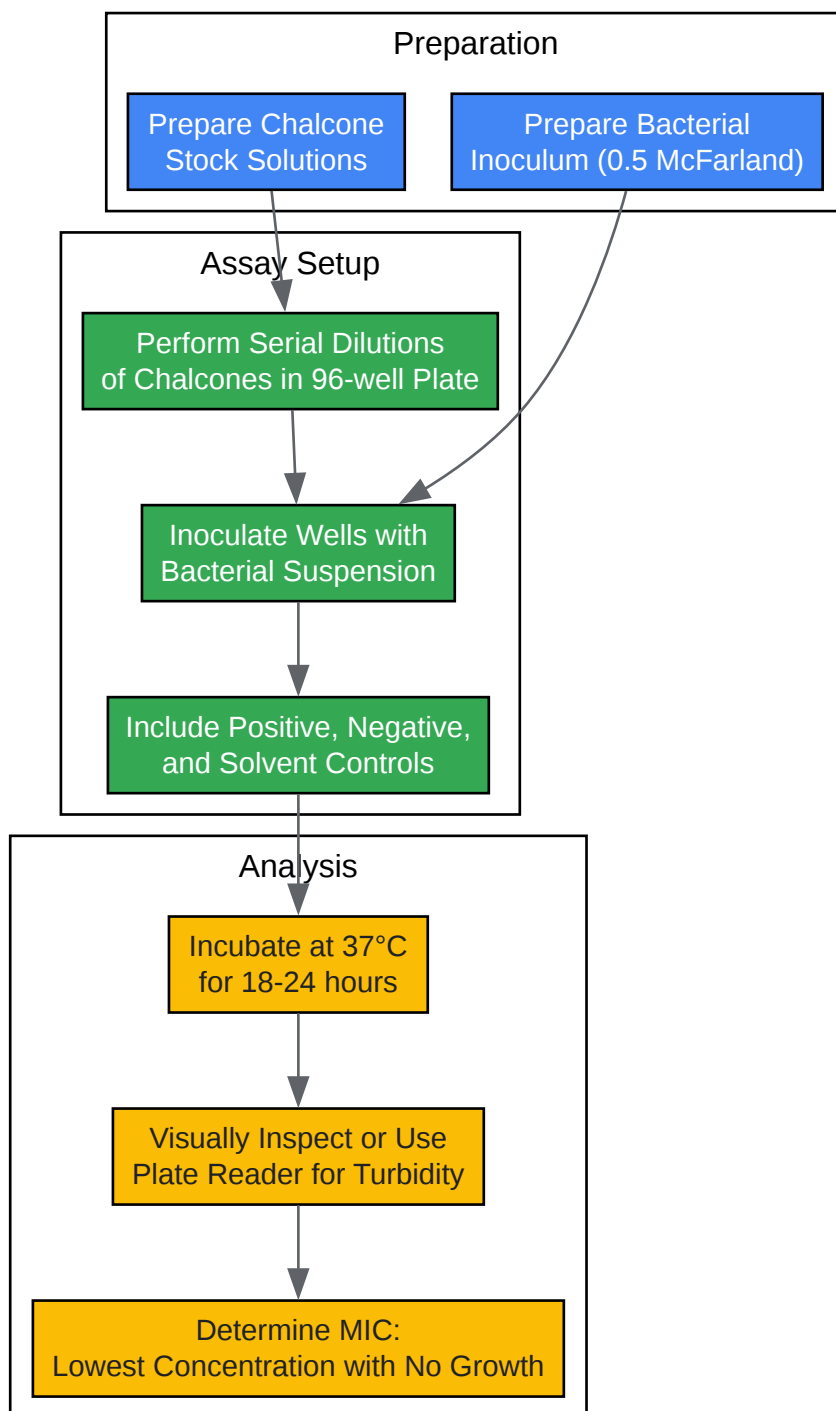 Preparation
Prepare Chalcone
Stock Solutions
Prepare Bacterial
Inoculum (0.5 McFarland)
Assay Setup
Perform Serial Dilutions
of Chalcones in 96-well Plate
Inoculate Wells with
Bacterial Suspension
Include Positive, Negative,
and Solvent Controls
Analysis
Incubate at 37°C
for 18-24 hours
Visually Inspect or Use
Plate Reader for Turbidity
Determine MIC:
Lowest Concentration with No Growth